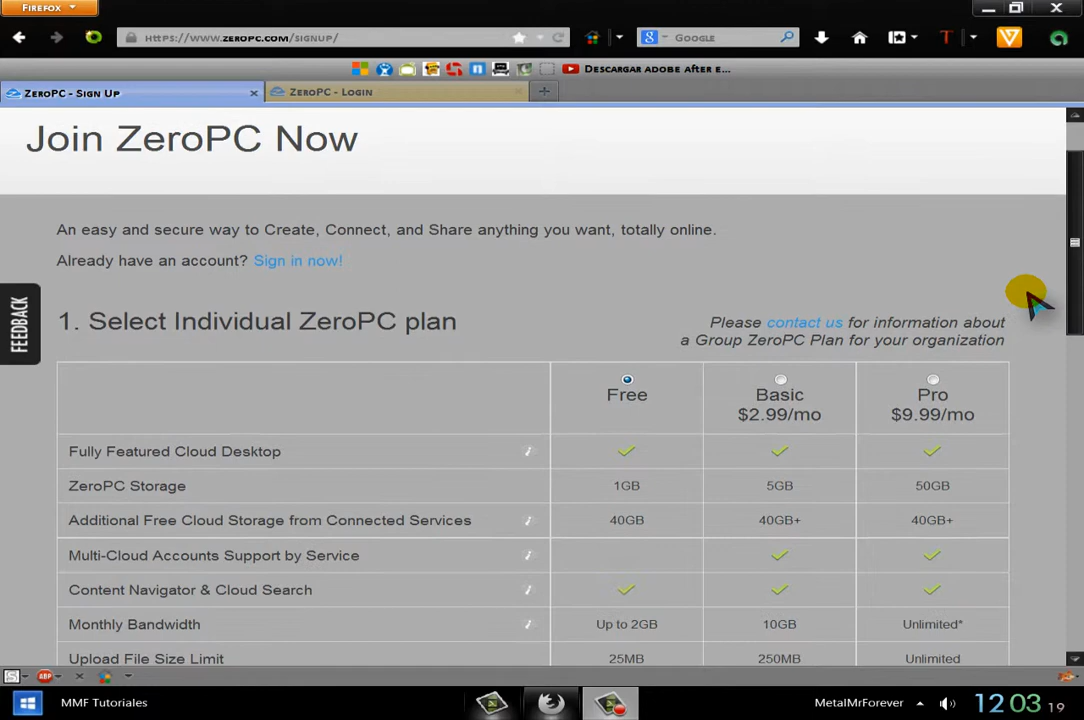 Firefox
https://www.zeropc.com/signup/
Google
Descargar adobe After e...
ZeroPC - Sign Up
ZeroPC - Login
Join ZeroPC Now
An easy and secure way to Create, Connect, and Share anything you want, totally online.
Already have an account? Sign in now!
FEEDBACK
1. Select Individual ZeroPC plan
Please contact us for information about
a Group ZeroPC Plan for your organization
Free Basic Pro
$2.99/mo $9.99/mo
Fully Featured Cloud Desktop
ZeroPC Storage 1GB 5GB 50GB
Additional Free Cloud Storage from Connected Services 40GB 40GB+ 40GB+
Multi-Cloud Accounts Support by Service
Content Navigator & Cloud Search
Monthly Bandwidth Up to 2GB 10GB Unlimited*
Upload File Size Limit 25MB 250MB Unlimited
MMF Tutoriales
MetalMrForever
12 03 19